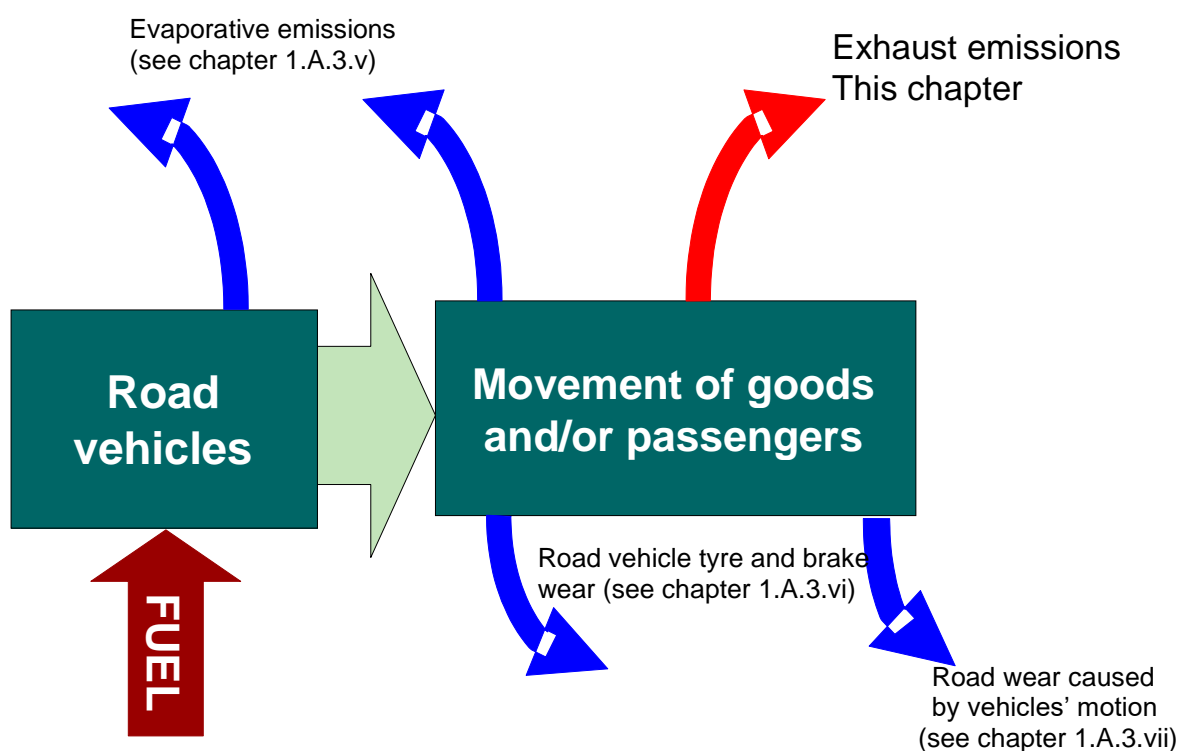 Evaporative emissions
(see chapter 1.A.3.v)
Exhaust emissions
This chapter
Road
vehicles
Movement of goods
and/or passengers
Road vehicle tyre and brake
wear (see chapter 1.A.3.vi)
FUEL
Road wear caused
by vehicles’ motion
(see chapter 1.A.3.vii)